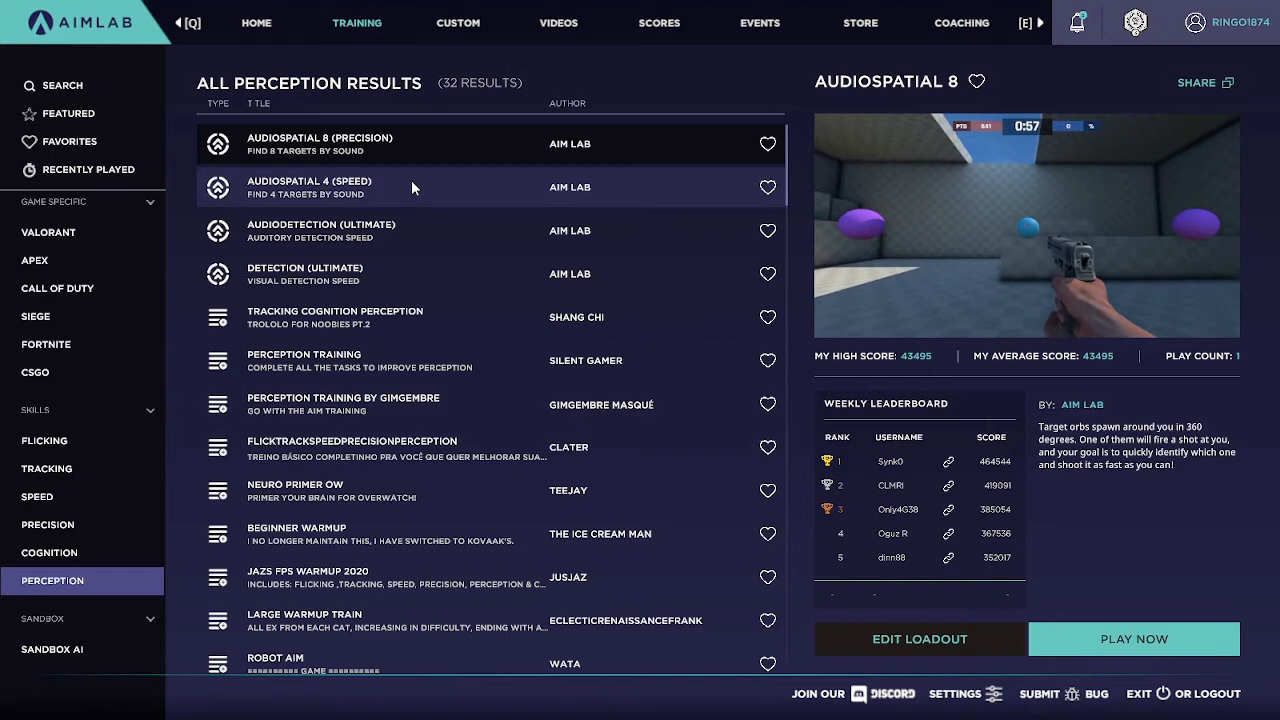 AIMLAB
[Q]
HOME
TRAINING
CUSTOM
VIDEOS
SCORES
EVENTS
STORE
COACHING
[E]
RINGO1874
SEARCH
FEATURED
FAVORITES
RECENTLY PLAYED
GAME SPECIFIC
VALORANT
APEX
CALL OF DUTY
SIEGE
FORTNITE
CSGO
SKILLS
FLICKING
TRACKING
SPEED
PRECISION
COGNITION
PERCEPTION
SANDBOX
SANDBOX AI
ALL PERCEPTION RESULTS (32 RESULTS)
TYPE TITLE AUTHOR
AUDIOSPATIAL 8 (PRECISION)
FIND 8 TARGETS BY SOUND
AIM LAB
AUDIOSPATIAL 4 (SPEED)
FIND 4 TARGETS BY SOUND
AIM LAB
AUDIODETECTION (ULTIMATE)
AUDITORY DETECTION SPEED
AIM LAB
DETECTION (ULTIMATE)
VISUAL DETECTION SPEED
AIM LAB
TRACKING COGNITION PERCEPTION
TROLOLO FOR NOOBIES PT.2
SHANG CHI
PERCEPTION TRAINING
COMPLETE ALL THE TASKS TO IMPROVE PERCEPTION
SILENT GAMER
PERCEPTION TRAINING BY GIMGEMBRE
GO WITH THE AIM TRAINING
GIMGEMBRE MASQUÉ
FLICKTRACKSPEEDPRECISIONPERCEPTION
TREINO BÁSICO COMPLETINHO PRA VOCÊ QUE QUER MELHORAR SUA...
CLATER
NEURO PRIMER OW
PRIMER YOUR BRAIN FOR OVERWATCH!
TEEJAY
BEGINNER WARMUP
I NO LONGER MAINTAIN THIS, I HAVE SWITCHED TO KOVAAK'S.
THE ICE CREAM MAN
JAZS FPS WARMUP 2020
INCLUDES: FLICKING ,TRACKING, SPEED, PRECISION, PERCEPTION & C...
JUSJAZ
LARGE WARMUP TRAIN
ALL EX FROM EACH CAT, INCREASING IN DIFFICULTY, ENDING WITH A...
ECLECTICRENAISSANCEFRANK
ROBOT AIM
========== GAME ==========
WATA
AUDIOSPATIAL 8
SHARE
PTS 541 0:57 0 %
MY HIGH SCORE: 43495 | MY AVERAGE SCORE: 43495 | PLAY COUNT: 1
WEEKLY LEADERBOARD
RANK USERNAME SCORE
1 Synk0 464544
2 CLMRI 419091
3 Only4G38 385054
4 Oguz R 367536
5 dinn88 352017
- - -
BY: AIM LAB
Target orbs spawn around you in 360
degrees. One of them will fire a shot at you,
and your goal is to quickly identify which one
and shoot it as fast as you can!
EDIT LOADOUT
PLAY NOW
JOIN OUR DISCORD
SETTINGS
SUBMIT BUG
EXIT OR LOGOUT